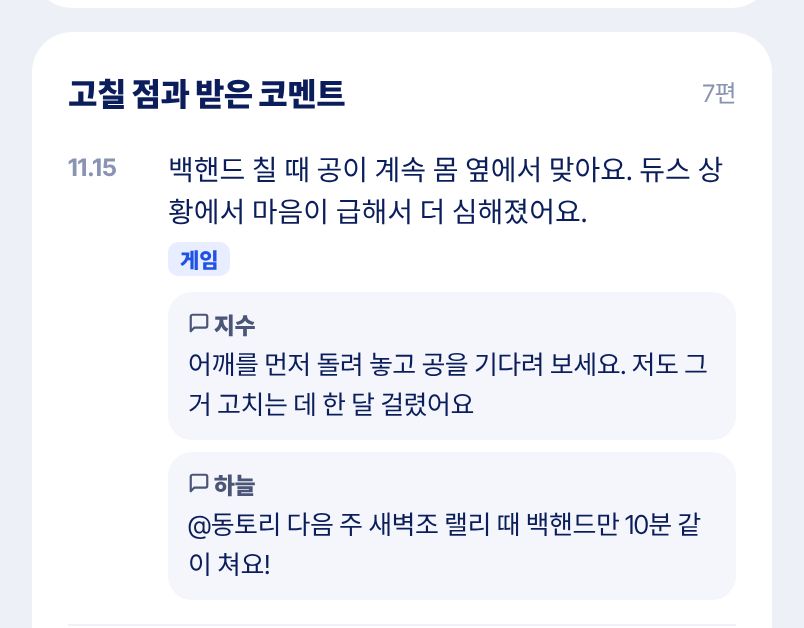 고칠 점과 받은 코멘트
7편
11.15
백핸드 칠 때 공이 계속 몸 옆에서 맞아요. 듀스 상
황에서 마음이 급해서 더 심해졌어요.
게임
지수
어깨를 먼저 돌려 놓고 공을 기다려 보세요. 저도 그
거 고치는 데 한 달 걸렸어요
하늘
@동토리 다음 주 새벽조 랠리 때 백핸드만 10분 같
이 쳐요!